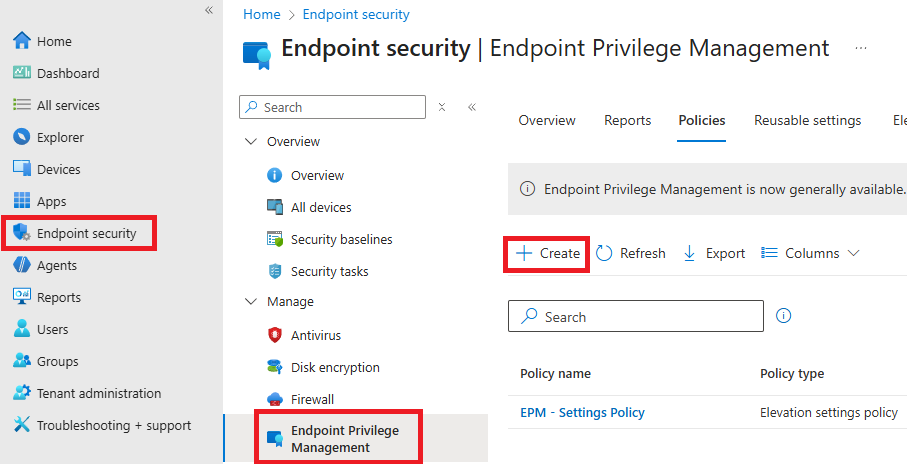 Home > Endpoint security
Endpoint security | Endpoint Privilege Management ...
«
Home
Dashboard
All services
Explorer
Devices
Apps
Endpoint security
Agents
Reports
Users
Groups
Tenant administration
Troubleshooting + support
Search
«
Overview
Overview
All devices
Security baselines
Security tasks
Manage
Antivirus
Disk encryption
Firewall
Endpoint Privilege
Management
Overview Reports Policies Reusable settings Ele
Endpoint Privilege Management is now generally available.
+ Create Refresh Export Columns
Search
Policy name Policy type
EPM - Settings Policy Elevation settings policy